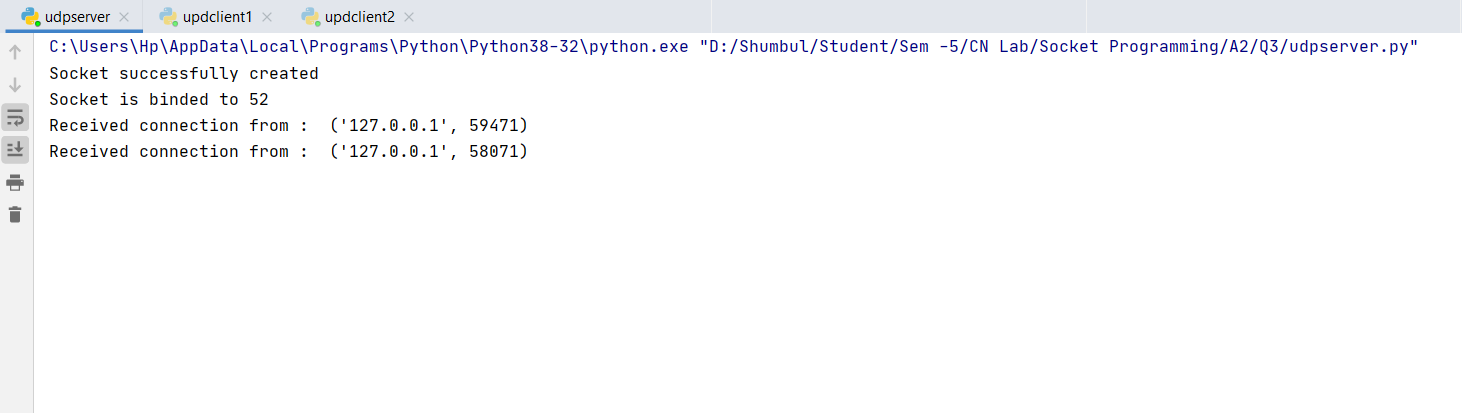 udpserver updclient1 updclient2
C:\Users\Hp\AppData\Local\Programs\Python\Python38-32\python.exe "D:/Shumbul/Student/Sem -5/CN Lab/Socket Programming/A2/Q3/udpserver.py"
Socket successfully created
Socket is binded to 52
Received connection from :  ('127.0.0.1', 59471)
Received connection from :  ('127.0.0.1', 58071)